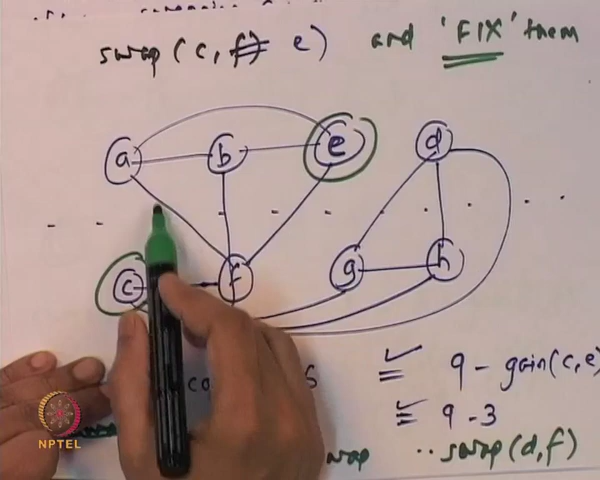 swap (c, f) e) and 'FIX' them
a b e d
c f g h
9 - gain(c,e)
9 - 3
swap ·· swap(d,f)
NPTEL